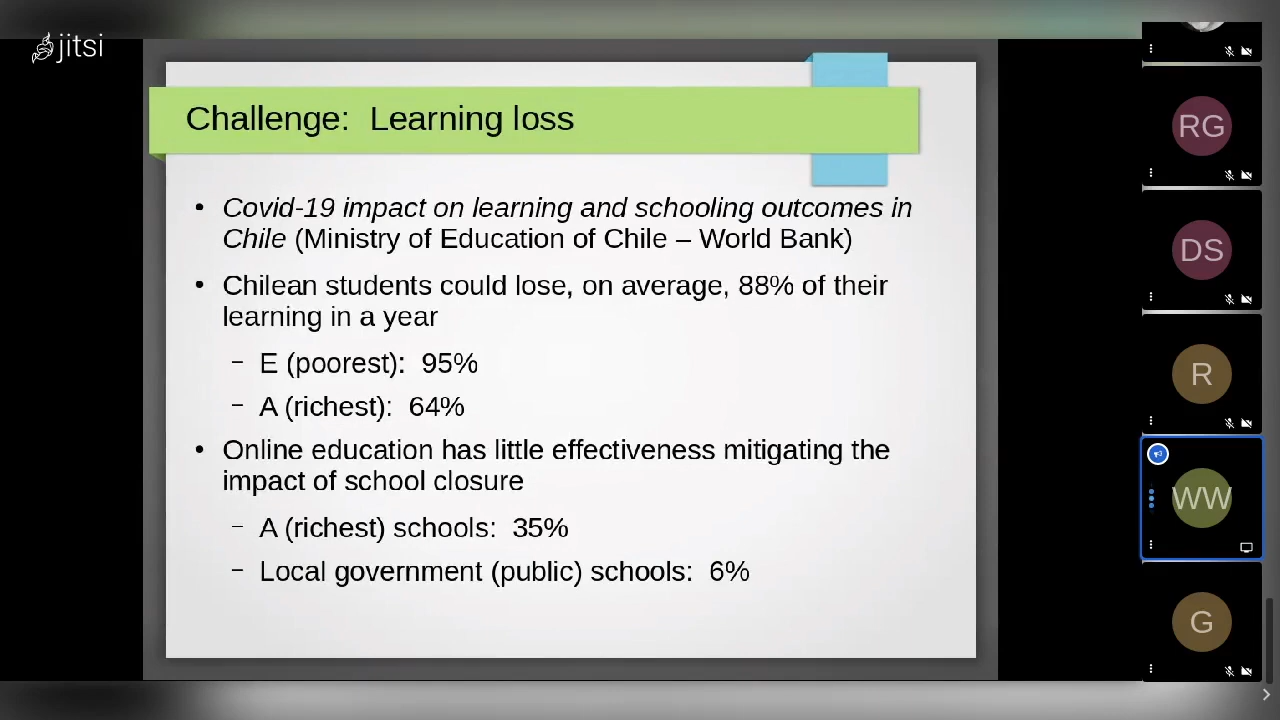 jitsi
Challenge: Learning loss
• Covid-19 impact on learning and schooling outcomes in
Chile (Ministry of Education of Chile – World Bank)
• Chilean students could lose, on average, 88% of their
learning in a year
– E (poorest): 95%
– A (richest): 64%
• Online education has little effectiveness mitigating the
impact of school closure
– A (richest) schools: 35%
– Local government (public) schools: 6%
RG
DS
R
WW
G